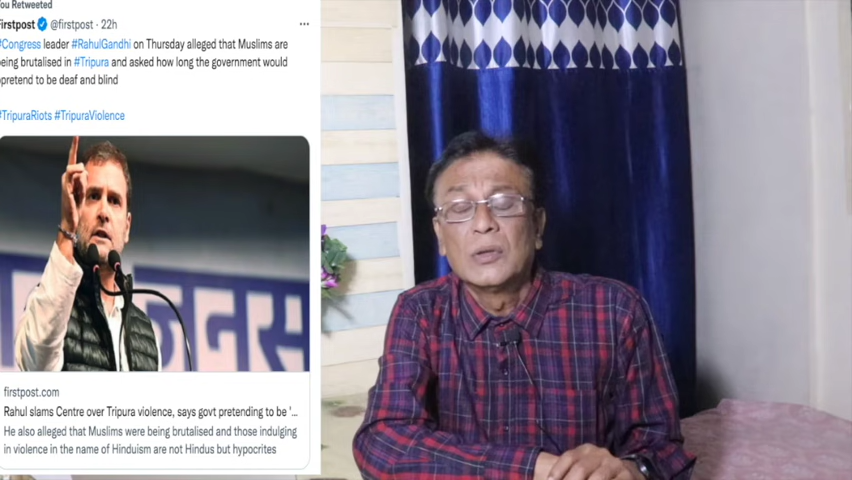 You Retweeted
Firstpost @firstpost · 22h
#Congress leader #RahulGandhi on Thursday alleged that Muslims are
being brutalised in #Tripura and asked how long the government would
pretend to be deaf and blind
#TripuraRiots #TripuraViolence
जनस
firstpost.com
Rahul slams Centre over Tripura violence, says govt pretending to be '...
He also alleged that Muslims were being brutalised and those indulging
in violence in the name of Hinduism are not Hindus but hypocrites